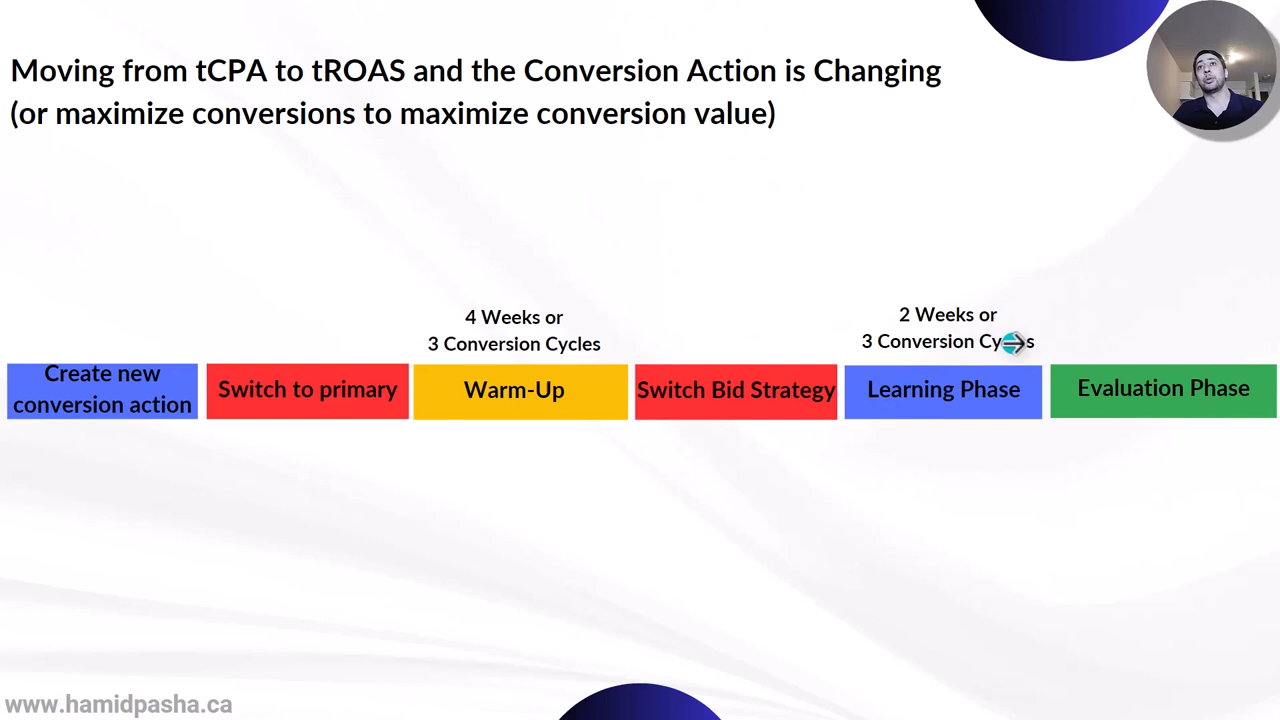 Moving from tCPA to tROAS and the Conversion Action is Changing
(or maximize conversions to maximize conversion value)
4 Weeks or
3 Conversion Cycles
2 Weeks or
3 Conversion
Create new
conversion action
Switch to primary
Warm-Up
Switch Bid Strategy
Learning Phase
Evaluation Phase
www.hamidpasha.ca